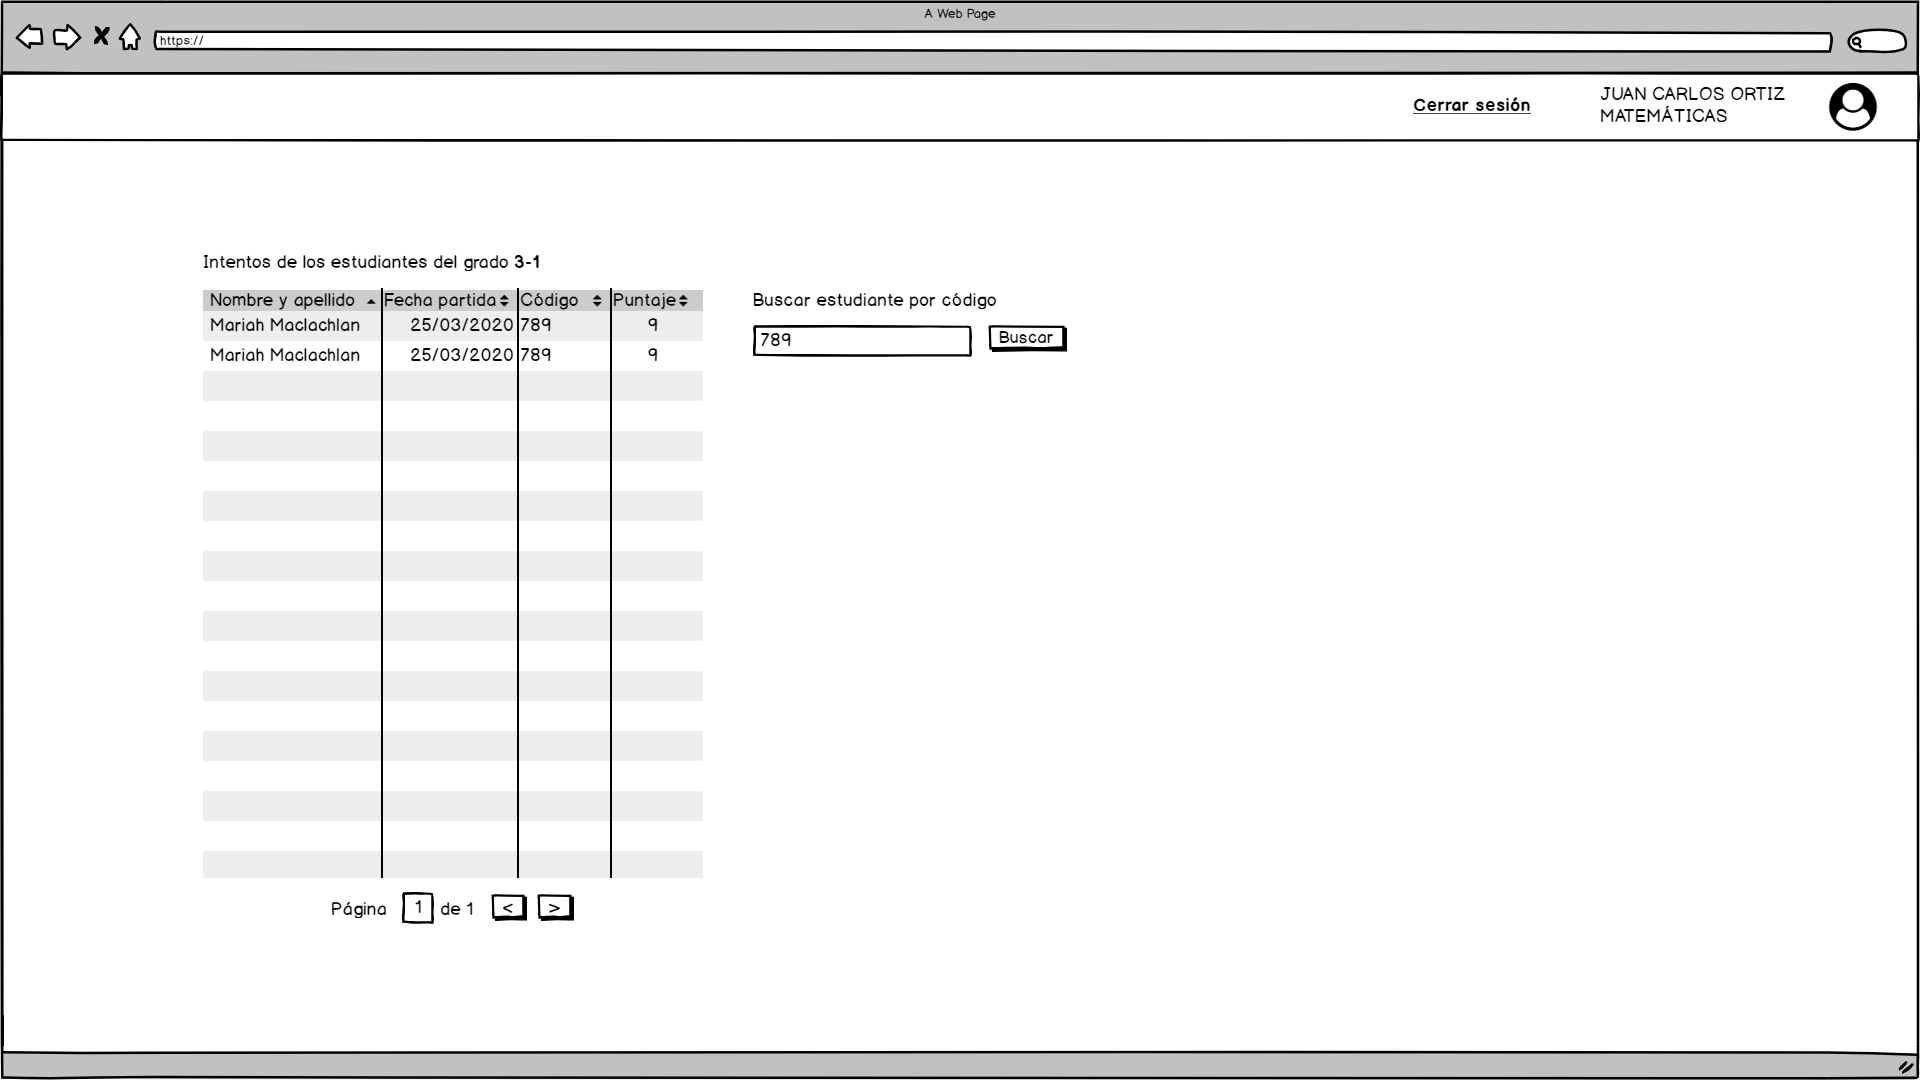 A Web Page
https://
Cerrar sesión
JUAN CARLOS ORTIZ
MATEMÁTICAS
Intentos de los estudiantes del grado 3-1
Nombre y apellido Fecha partida Código Puntaje
Mariah Maclachlan 25/03/2020 789 9
Mariah Maclachlan 25/03/2020 789 9
Buscar estudiante por código
789 Buscar
Página 1 de 1 < >